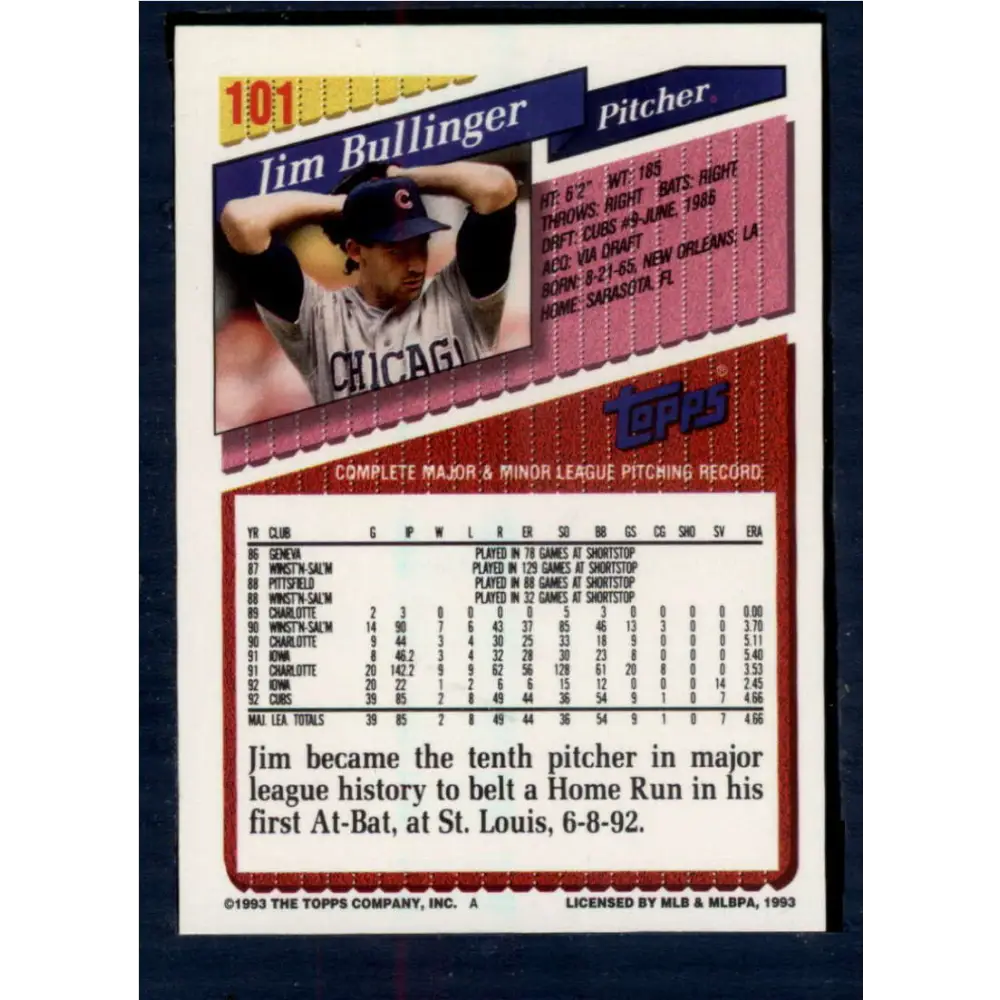 101
Jim Bullinger
Pitcher
C
CHICAG
HT: 6'2" WT: 185
THROWS: RIGHT BATS: RIGHT
DRFT: CUBS #9-JUNE, 1986
ACQ: VIA DRAFT
BORN: 8-21-65, NEW ORLEANS, LA
HOME: SARASOTA, FL
TOPPS®
COMPLETE MAJOR & MINOR LEAGUE PITCHING RECORD
YR CLUB G IP W L R ER SO BB GS CG SHO SV ERA
86 GENEVA PLAYED IN 78 GAMES AT SHORTSTOP
87 WINST'N-SAL'M PLAYED IN 129 GAMES AT SHORTSTOP
88 PITTSFIELD PLAYED IN 88 GAMES AT SHORTSTOP
88 WINST'N-SAL'M PLAYED IN 32 GAMES AT SHORTSTOP
89 CHARLOTTE 2 3 0 0 0 0 5 3 0 0 0 0 0.00
90 WINST'N-SAL'M 14 90 7 6 43 37 85 46 13 3 0 0 3.70
90 CHARLOTTE 9 44 3 4 30 25 33 18 9 0 0 0 5.11
91 IOWA 8 46.2 3 4 32 28 30 23 8 0 0 0 5.40
91 CHARLOTTE 20 142.2 9 9 62 56 128 61 20 8 0 0 3.53
92 IOWA 20 22 1 2 6 6 15 12 0 0 0 14 2.45
92 CUBS 39 85 2 8 49 44 36 54 9 1 0 7 4.66
MAJ. LEA. TOTALS 39 85 2 8 49 44 36 54 9 1 0 7 4.66
Jim became the tenth pitcher in major
league history to belt a Home Run in his
first At-Bat, at St. Louis, 6-8-92.
©1993 THE TOPPS COMPANY, INC. A LICENSED BY MLB & MLBPA, 1993